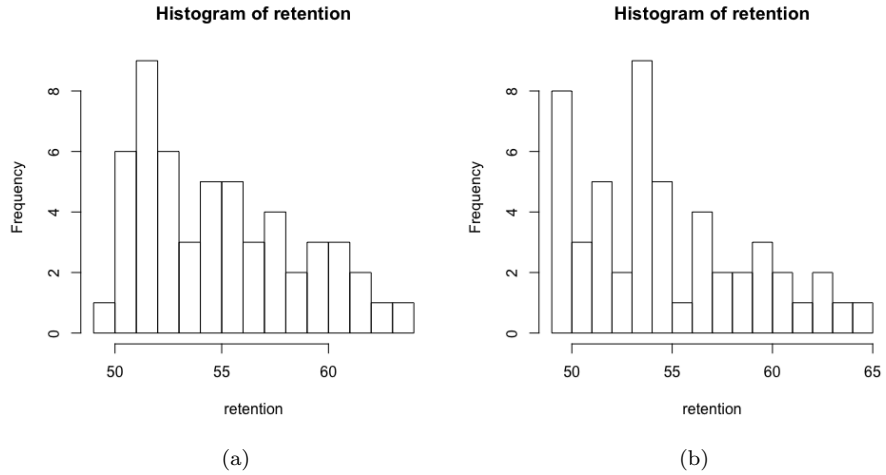 Histogram of retention
Frequency
0
2
4
6
8
50
55
60
retention
(a)
Histogram of retention
Frequency
0
2
4
6
8
50
55
60
65
retention
(b)